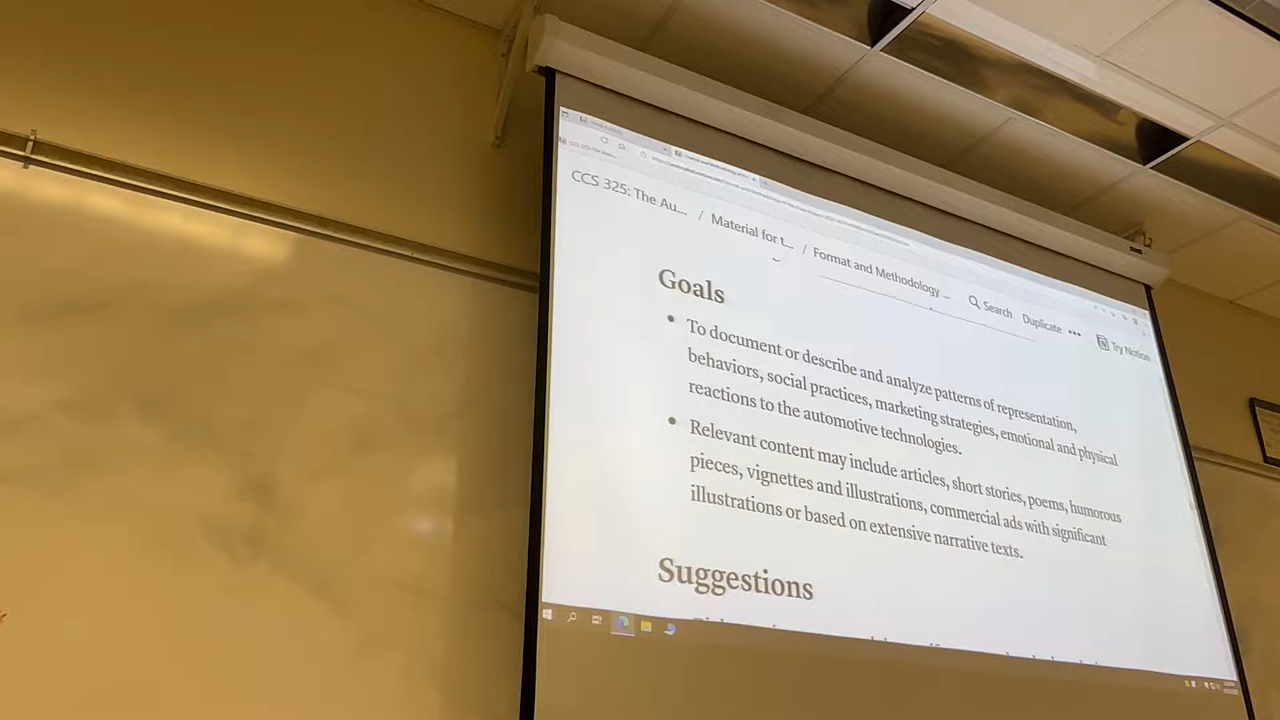 CCS 325: The Au... / Material for t... / Format and Methodology ...
Search Duplicate ••• Try Notion
Goals
• To document or describe and analyze patterns of representation,
behaviors, social practices, marketing strategies, emotional and physical
reactions to the automotive technologies.
• Relevant content may include articles, short stories, poems, humorous
pieces, vignettes and illustrations, commercial ads with significant
illustrations or based on extensive narrative texts.
Suggestions